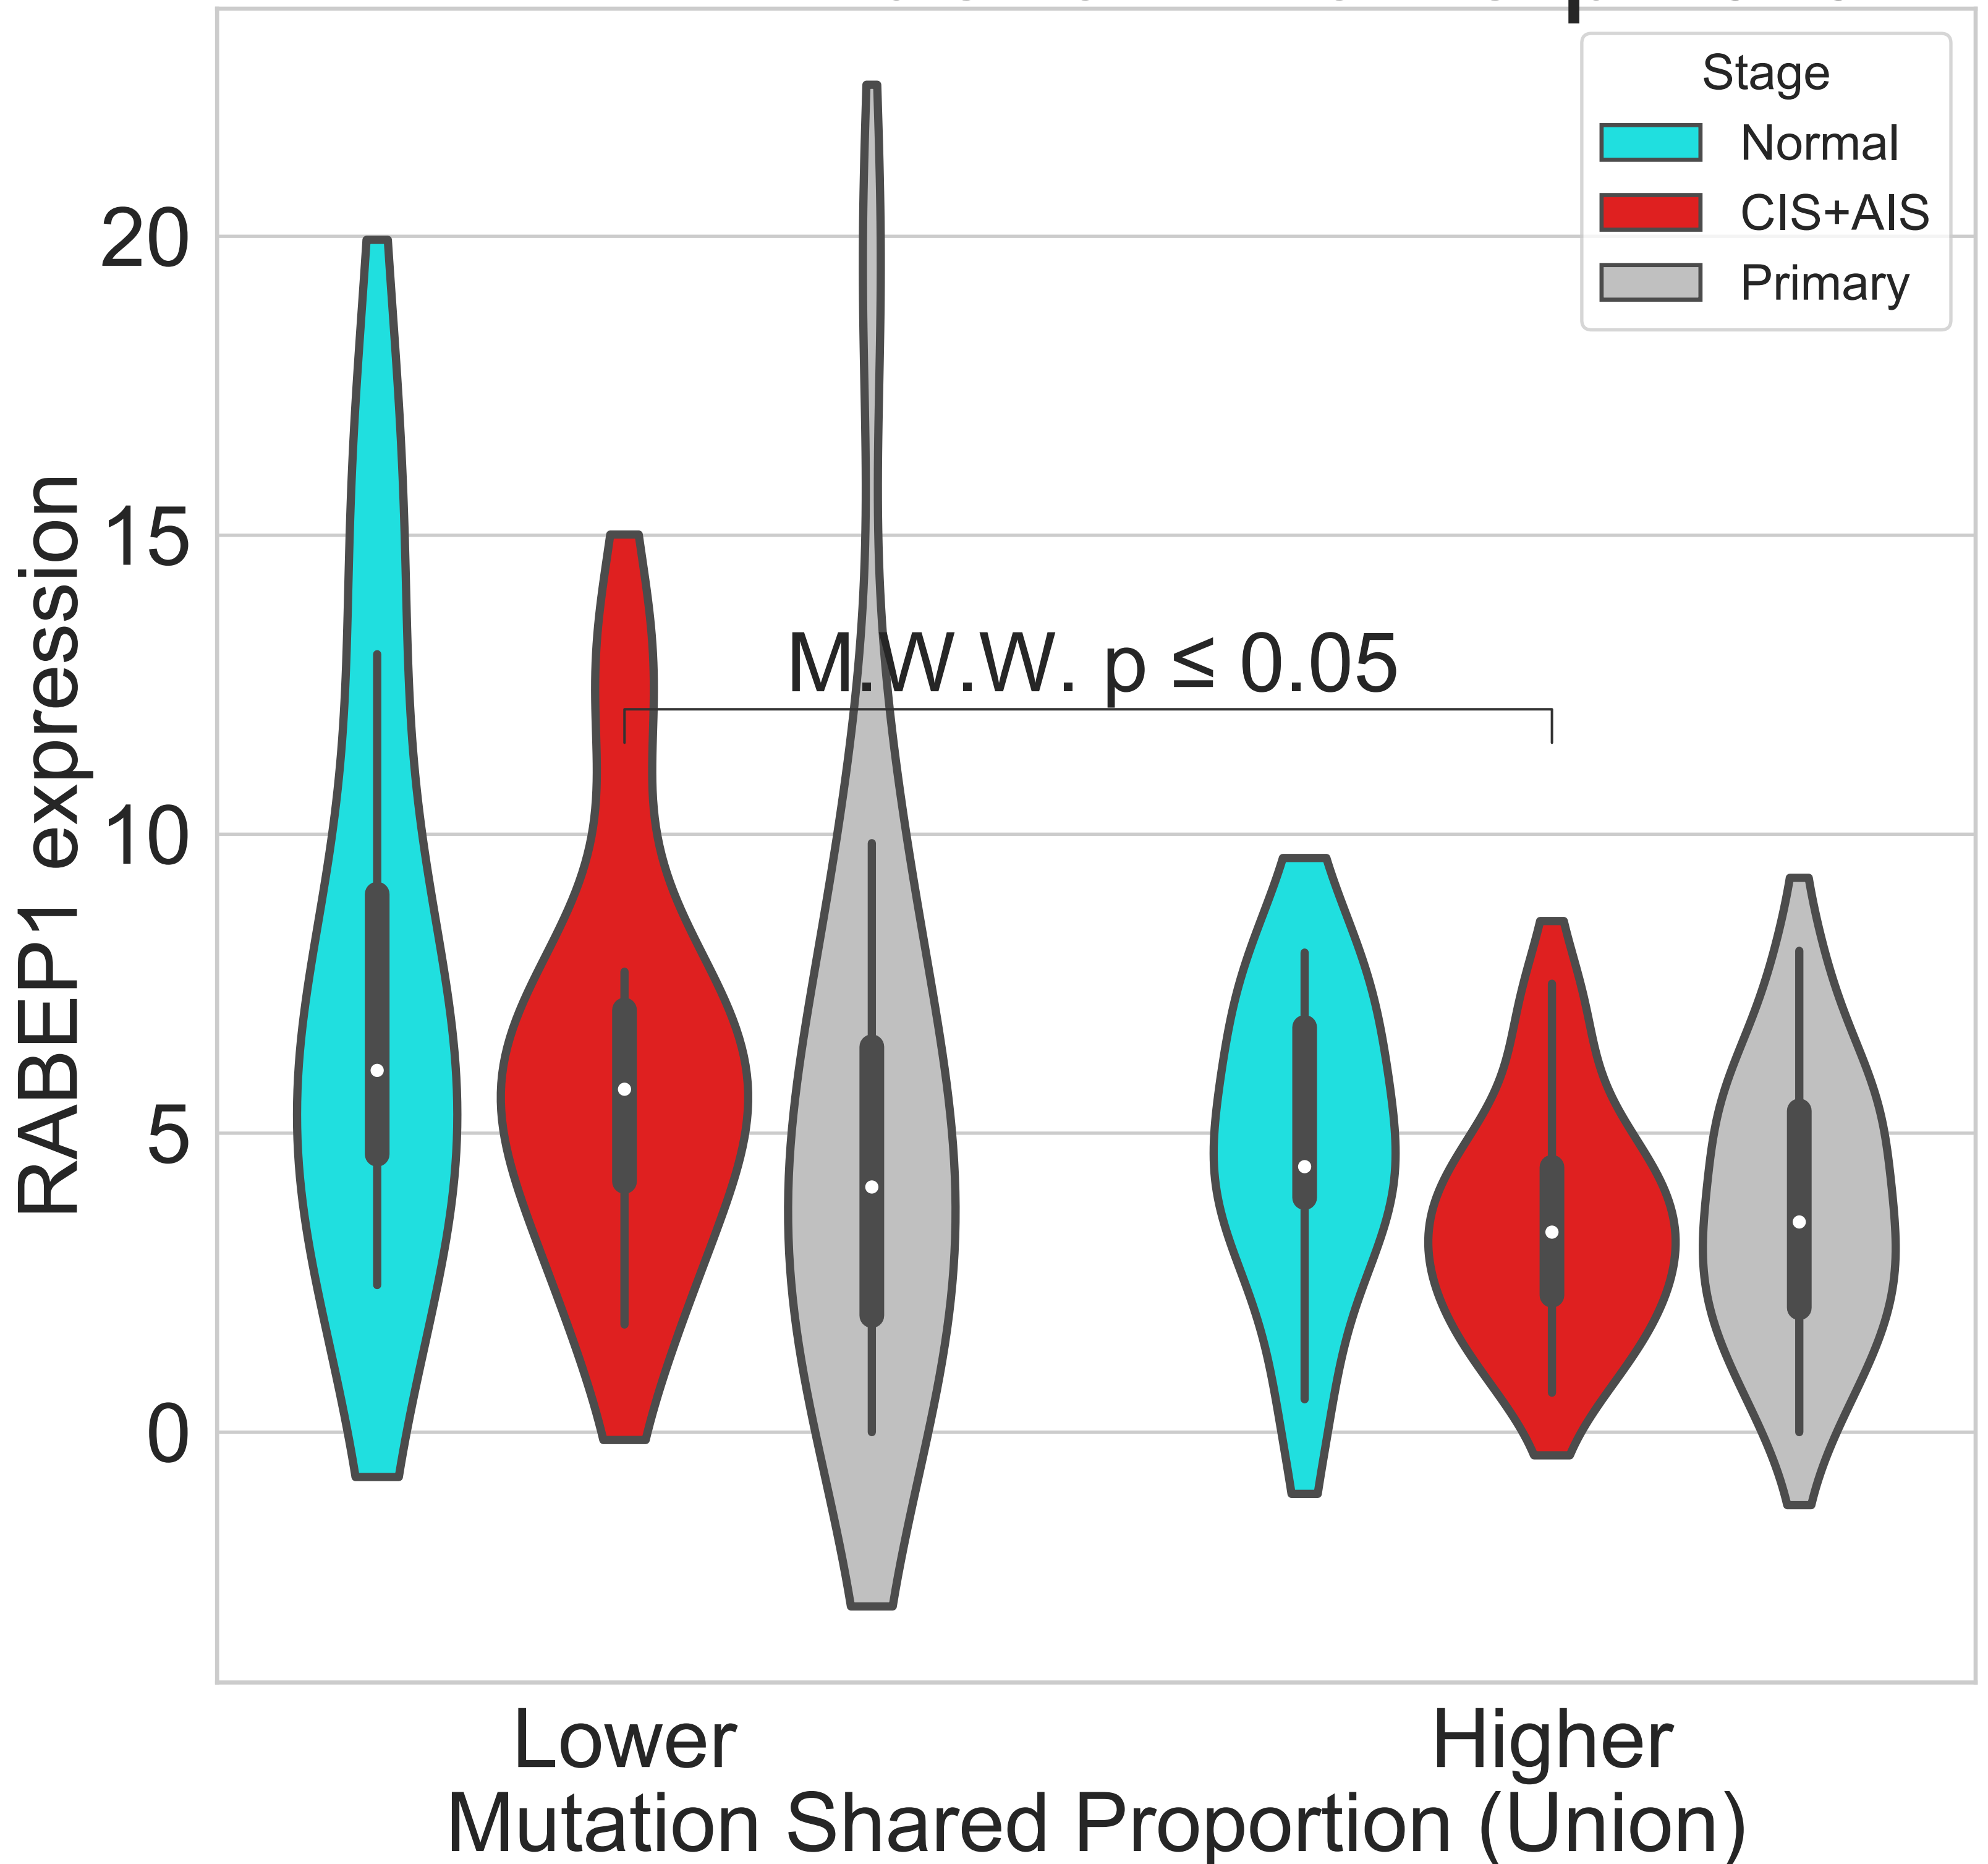 Stage
Normal
CIS+AIS
Primary
20
15
10
5
0
RABEP1 expression
M.W.W. p ≤ 0.05
Lower
Higher
Mutation Shared Proportion (Union)